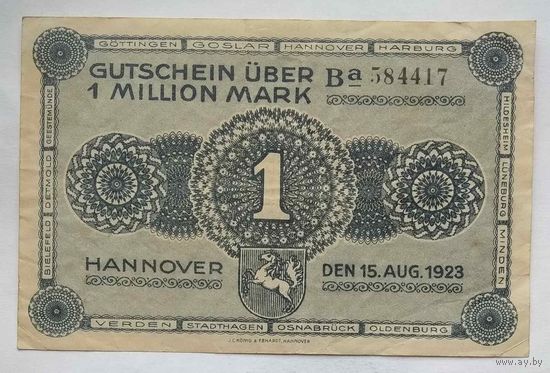 GÖTTINGEN GOSLAR HANNOVER HARBURG
GUTSCHEIN ÜBER Ba 584417
1 MILLION MARK
1
HANNOVER DEN 15. AUG. 1923
BIELEFELD DETMOLD GEESTEMÜNDE
HILDESHEIM LÜNEBURG MINDEN
VERDEN STADTHAGEN OSNABRÜCK OLDENBURG
J.C. KÖNIG & EBHARDT, HANNOVER
www.ay.by